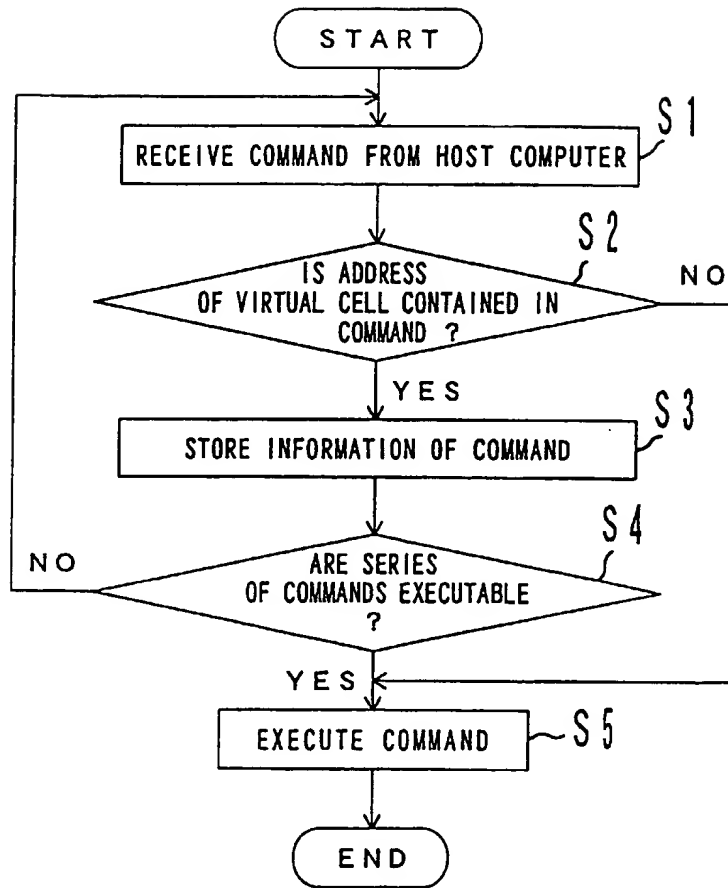 START
RECEIVE COMMAND FROM HOST COMPUTER
S1
S2
IS ADDRESS
OF VIRTUAL CELL CONTAINED IN
COMMAND ?
NO
YES
S3
STORE INFORMATION OF COMMAND
S4
NO
ARE SERIES
OF COMMANDS EXECUTABLE
?
YES
EXECUTE COMMAND
S5
END